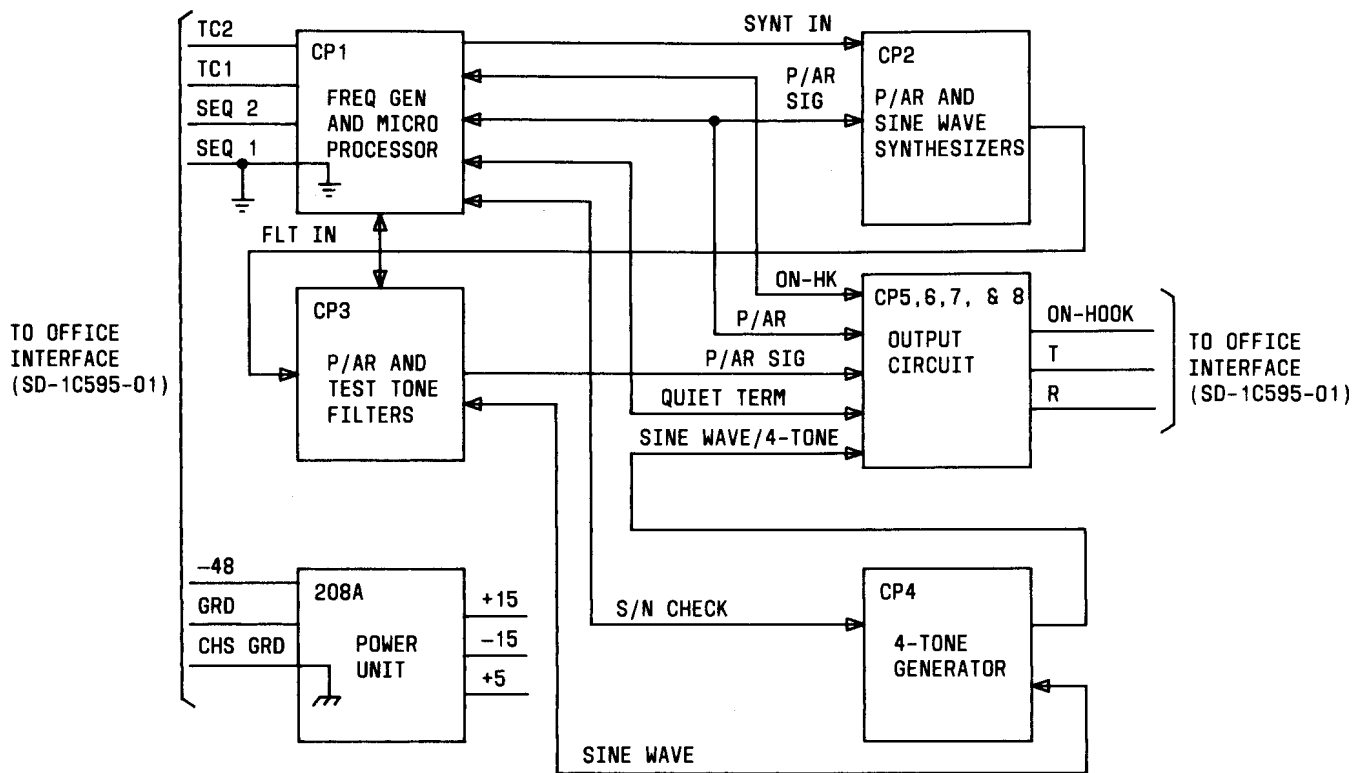 TO OFFICE
INTERFACE
(SD-1C595-01)
TC2
TC1
SEQ 2
SEQ 1
CP1
FREQ GEN
AND MICRO
PROCESSOR
SYNT IN
P/AR
SIG
CP2
P/AR AND
SINE WAVE
SYNTHESIZERS
FLT IN
CP3
P/AR AND
TEST TONE
FILTERS
ON-HK
P/AR
P/AR SIG
QUIET TERM
SINE WAVE/4-TONE
CP5,6,7, & 8
OUTPUT
CIRCUIT
ON-HOOK
T
R
TO OFFICE
INTERFACE
(SD-1C595-01)
-48
GRD
CHS GRD
208A
POWER
UNIT
+15
-15
+5
S/N CHECK
CP4
4-TONE
GENERATOR
SINE WAVE